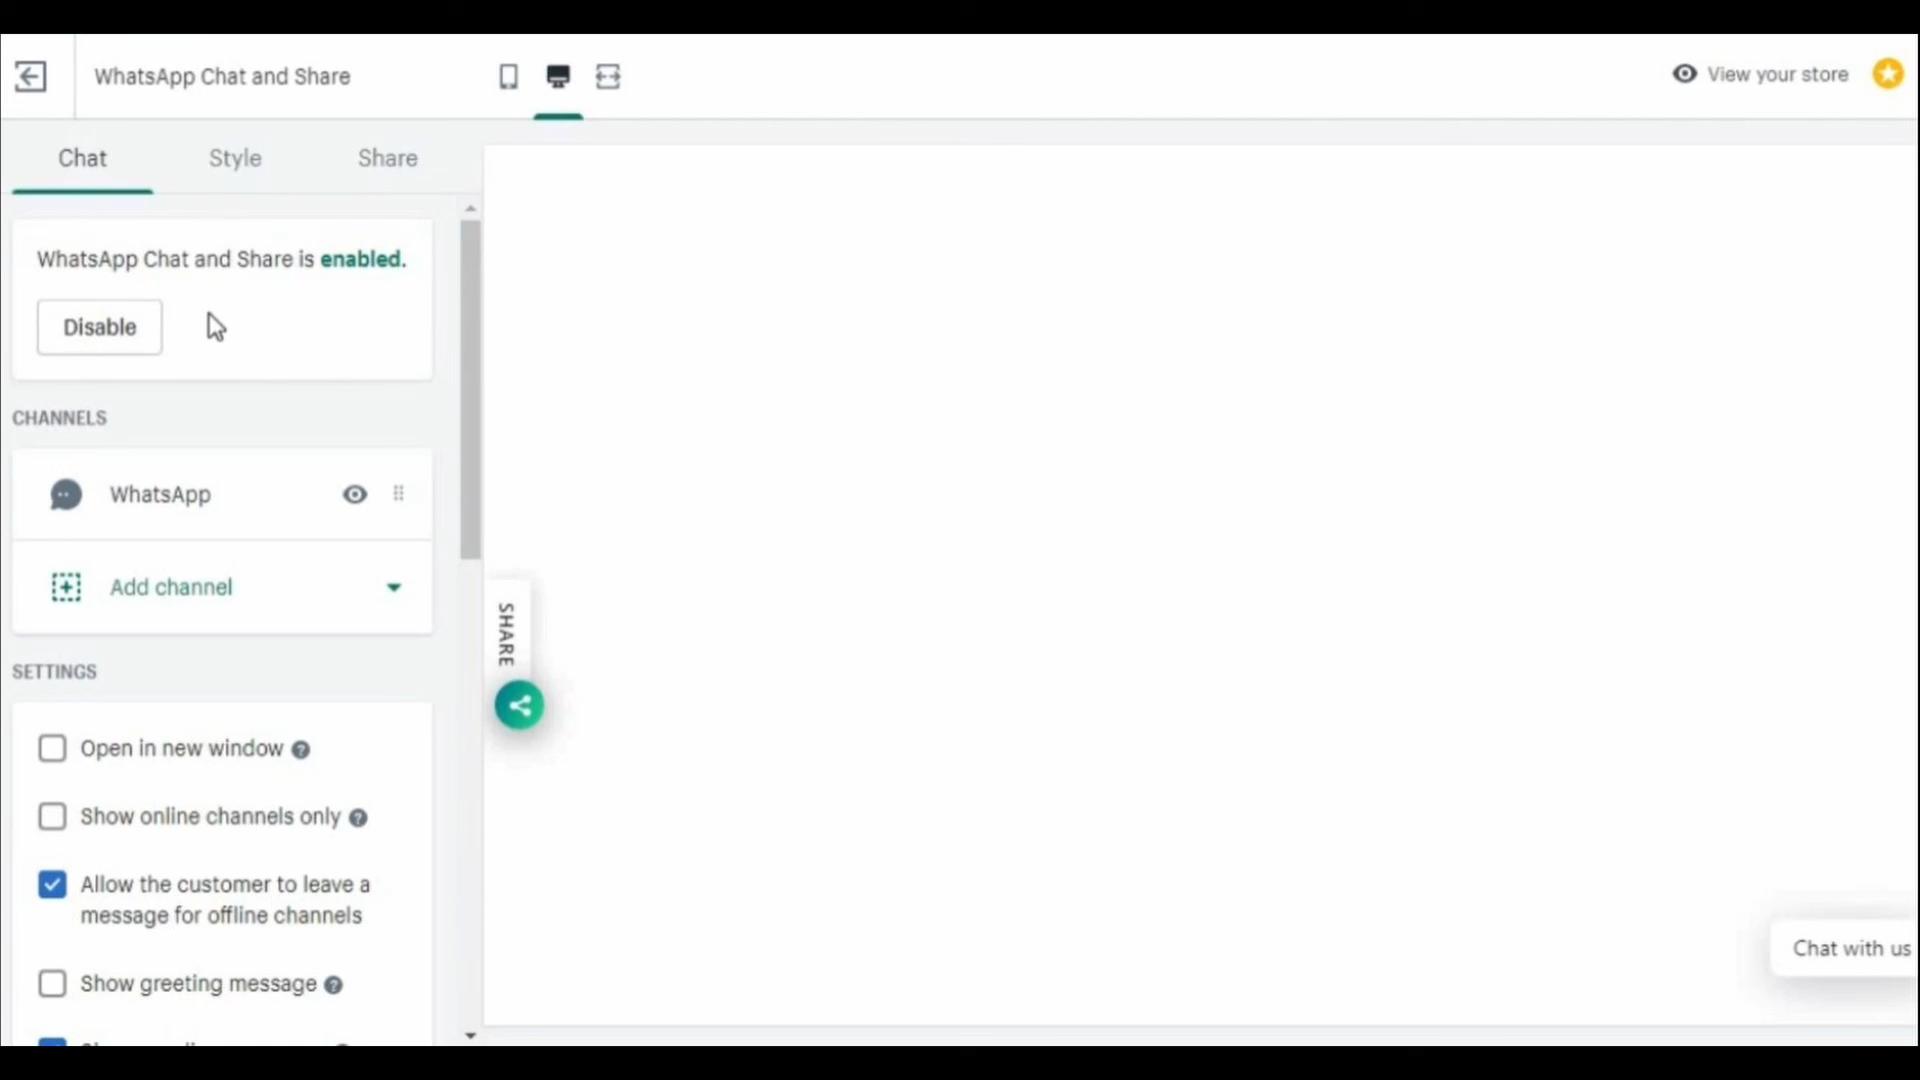 WhatsApp Chat and Share
View your store
Chat
Style
Share
WhatsApp Chat and Share is enabled.
Disable
CHANNELS
WhatsApp
Add channel
SETTINGS
Open in new window
Show online channels only
Allow the customer to leave a
message for offline channels
Show greeting message
SHARE
Chat with us